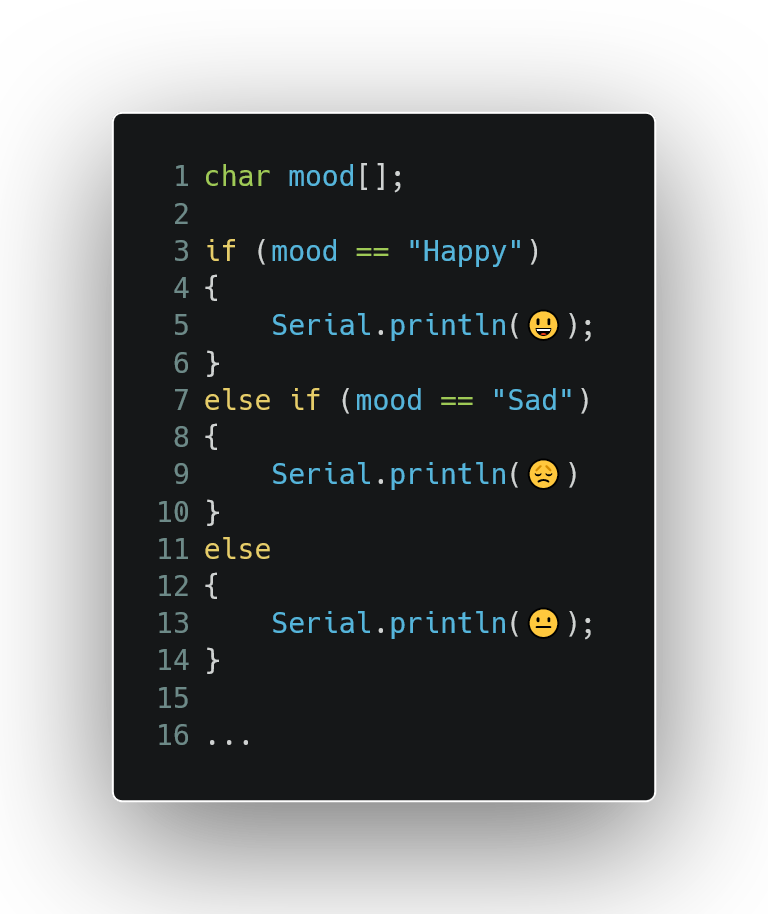 1 char mood[];
2
3 if (mood == "Happy")
4 {
5     Serial.println(😃);
6 }
7 else if (mood == "Sad")
8 {
9     Serial.println(😔)
10 }
11 else
12 {
13     Serial.println(😐);
14 }
15
16 ...